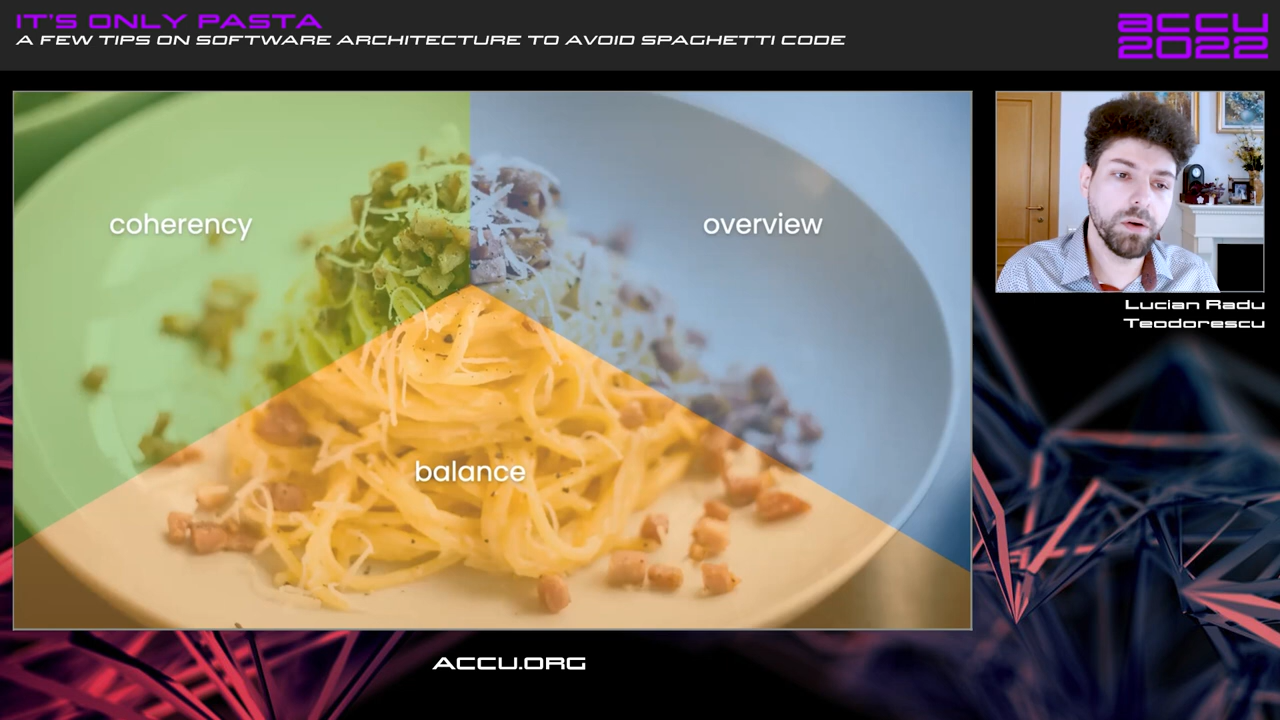 IT'S ONLY PASTA
A FEW TIPS ON SOFTWARE ARCHITECTURE TO AVOID SPAGHETTI CODE
accu
2022
coherency
overview
balance
Lucian Radu
Teodorescu
ACCU.ORG